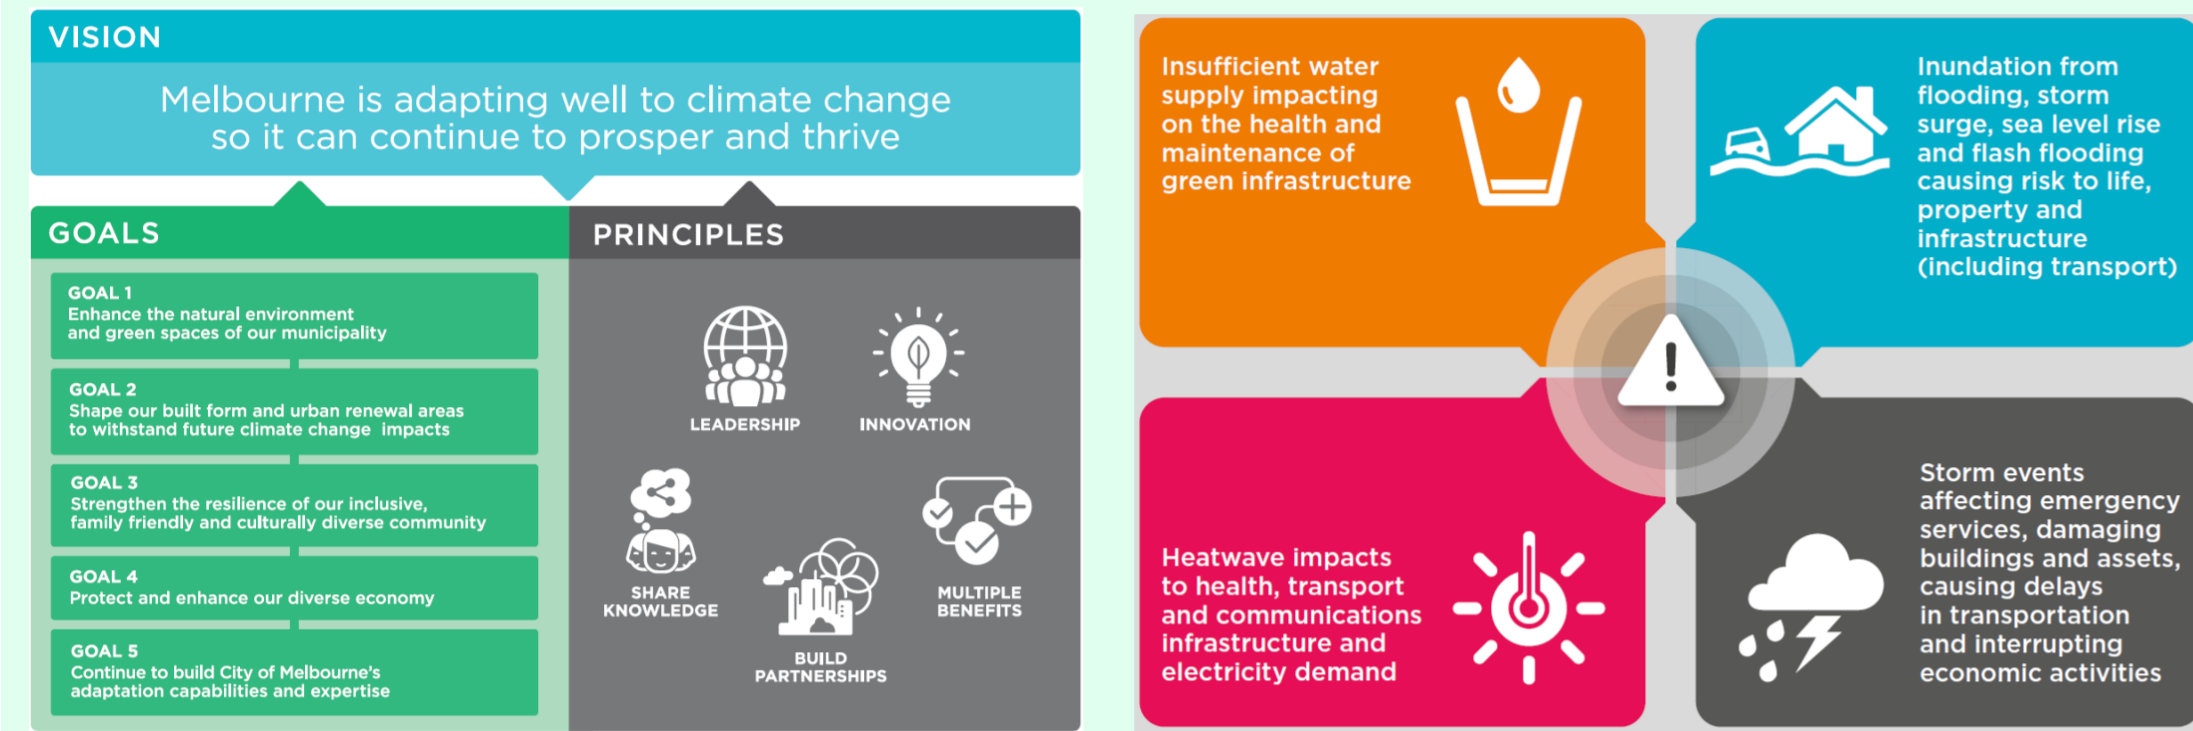 VISION
Melbourne is adapting well to climate change
so it can continue to prosper and thrive
GOALS
GOAL 1
Enhance the natural environment
and green spaces of our municipality
GOAL 2
Shape our built form and urban renewal areas
to withstand future climate change impacts
GOAL 3
Strengthen the resilience of our inclusive,
family friendly and culturally diverse community
GOAL 4
Protect and enhance our diverse economy
GOAL 5
Continue to build City of Melbourne's
adaptation capabilities and expertise
PRINCIPLES
LEADERSHIP
INNOVATION
SHARE
KNOWLEDGE
BUILD
PARTNERSHIPS
MULTIPLE
BENEFITS
Insufficient water
supply impacting
on the health and
maintenance of
green infrastructure
Inundation from
flooding, storm
surge, sea level rise
and flash flooding
causing risk to life,
property and
infrastructure
(including transport)
Heatwave impacts
to health, transport
and communications
infrastructure and
electricity demand
Storm events
affecting emergency
services, damaging
buildings and assets,
causing delays
in transportation
and interrupting
economic activities